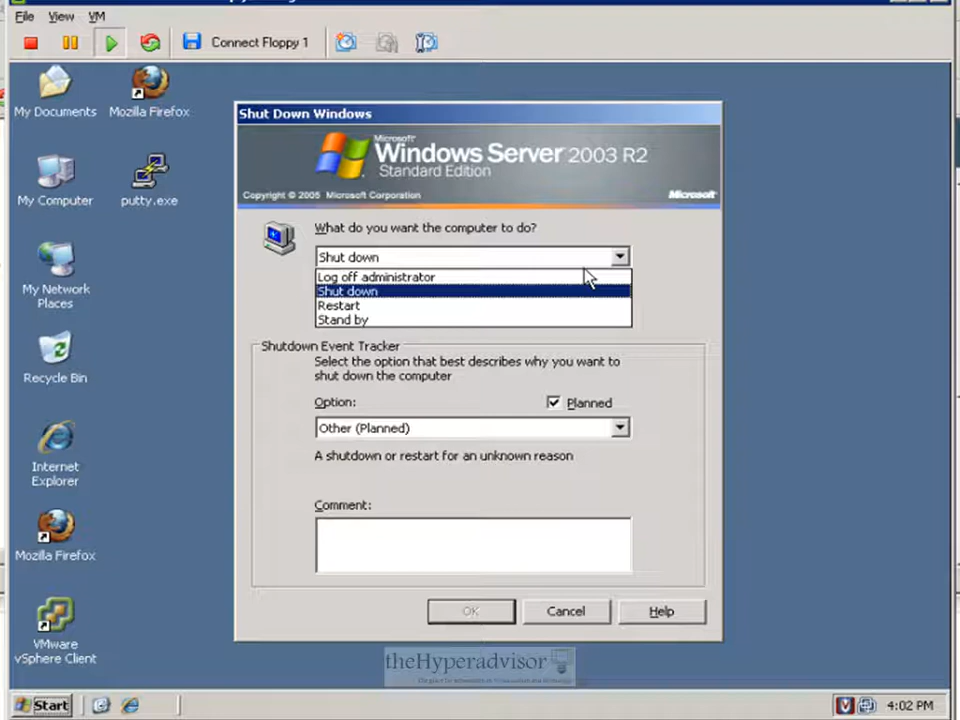 File View VM
Connect Floppy 1
My Documents
Mozilla Firefox
My Computer
putty.exe
My Network
Places
Recycle Bin
Internet
Explorer
Mozilla Firefox
VMware
vSphere Client
Shut Down Windows
Microsoft
Windows Server 2003 R2
Standard Edition
Copyright © 2005 Microsoft Corporation
Microsoft
What do you want the computer to do?
Shut down
Log off administrator
Shut down
Restart
Stand by
Shutdown Event Tracker
Select the option that best describes why you want to
shut down the computer
Option:
Planned
Other (Planned)
A shutdown or restart for an unknown reason
Comment:
OK Cancel Help
theHyperadvisor
Start
4:02 PM